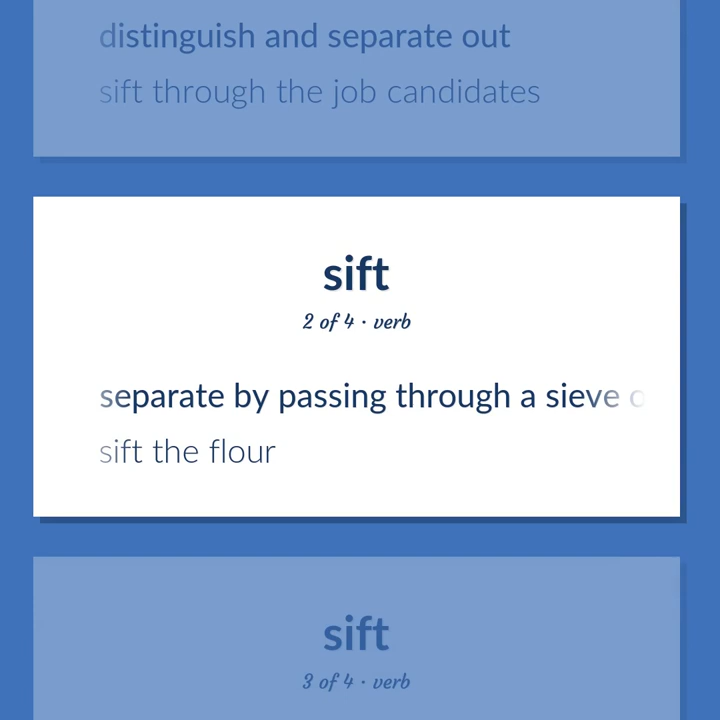 distinguish and separate out
sift through the job candidates
sift
2 of 4 · verb
separate by passing through a sieve
sift the flour
sift
3 of 4 · verb